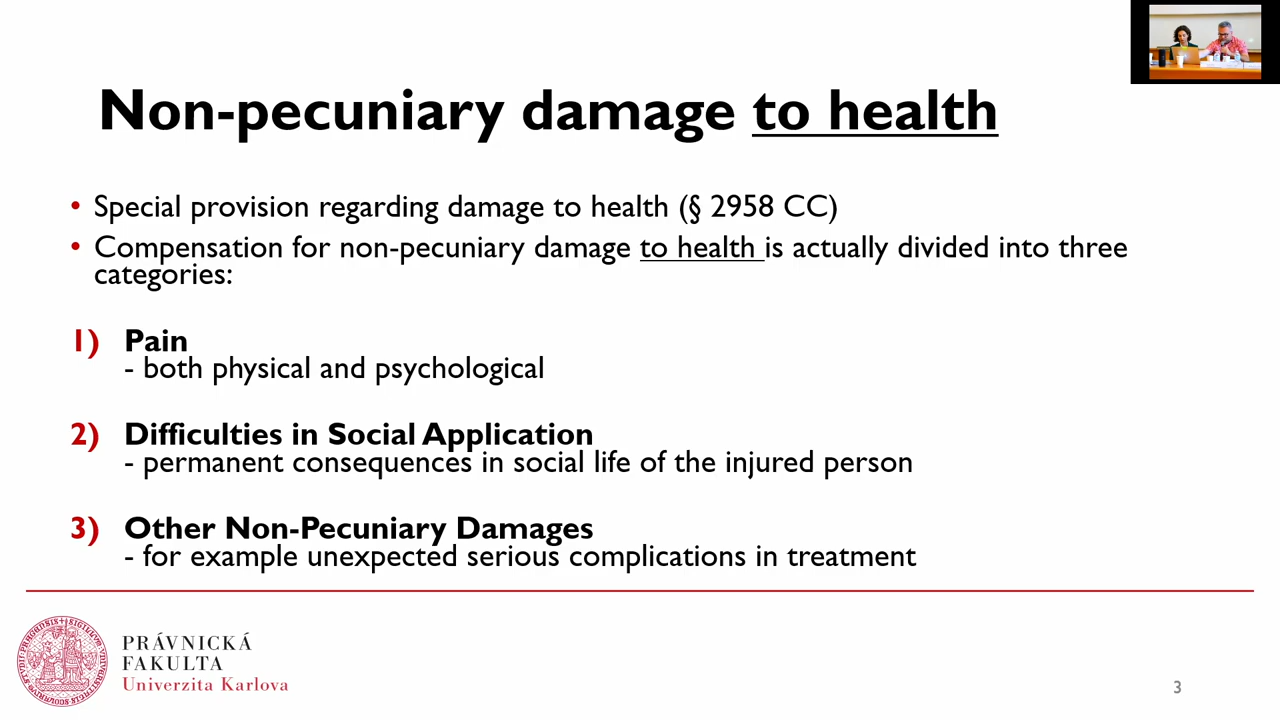 Non-pecuniary damage to health
• Special provision regarding damage to health (§ 2958 CC)
• Compensation for non-pecuniary damage to health is actually divided into three
categories:
1) Pain
- both physical and psychological
2) Difficulties in Social Application
- permanent consequences in social life of the injured person
3) Other Non-Pecuniary Damages
- for example unexpected serious complications in treatment
PRÁVNICKÁ
FAKULTA
Univerzita Karlova
3